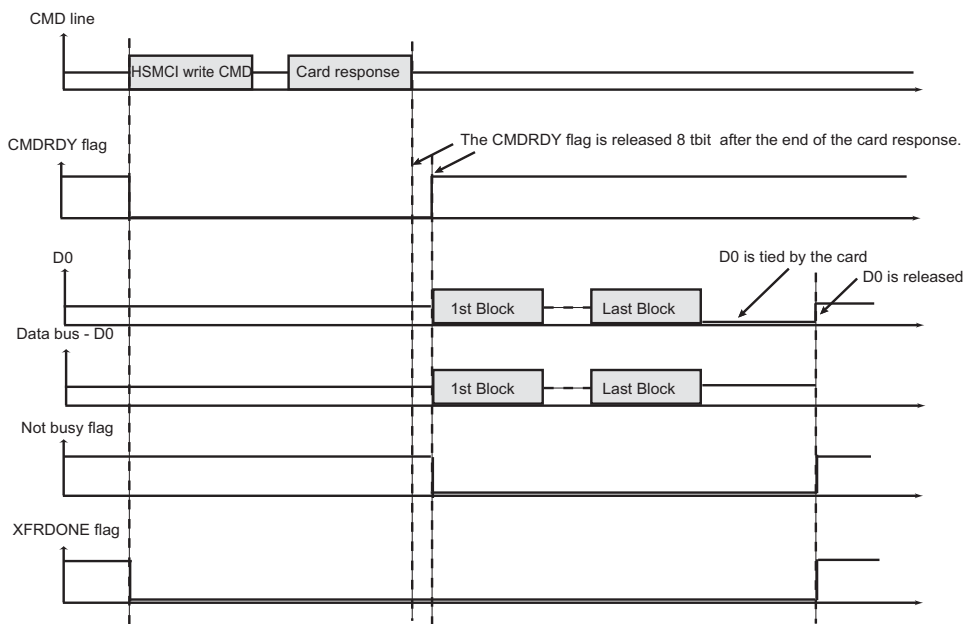 CMD line
HSMCI write CMD
Card response
The CMDRDY flag is released 8 tbit after the end of the card response.
CMDRDY flag
D0
D0 is tied by the card
D0 is released
1st Block
Last Block
Data bus - D0
1st Block
Last Block
Not busy flag
XFRDONE flag